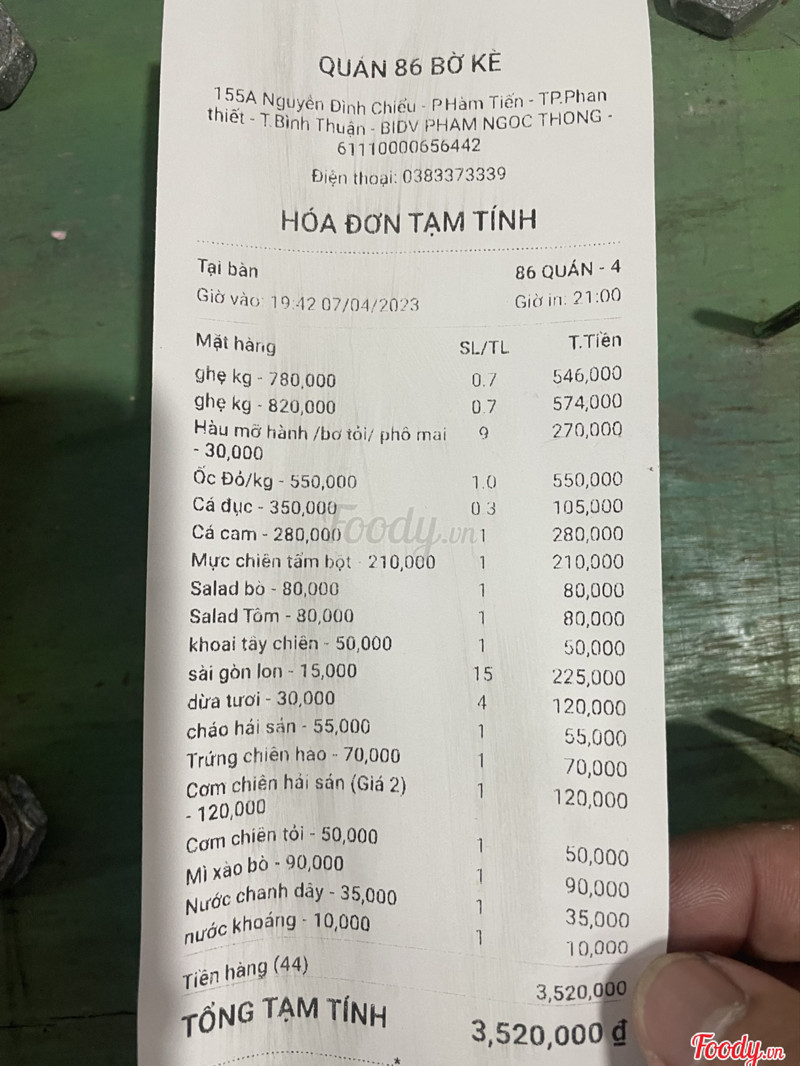 QUÁN 86 BỜ KÈ
155A Nguyễn Đình Chiểu - P.Hàm Tiến - TP.Phan
thiết - T.Bình Thuận - BIDV PHAM NGOC THONG -
61110000656442
Điện thoại: 0383373339
HÓA ĐƠN TẠM TÍNH
Tại bàn 86 QUÁN - 4
Giờ vào: 19:42 07/04/2023 Giờ in: 21:00
Mặt hàng SL/TL T.Tiền
ghẹ kg - 780,000 0.7 546,000
ghẹ kg - 820,000 0.7 574,000
Hàu mỡ hành /bơ tỏi/ phô mai 9 270,000
- 30,000
Ốc Đỏ/kg - 550,000 1.0 550,000
Cá đục - 350,000 0.3 105,000
Cá cam - 280,000 1 280,000
Mực chiên tẩm bột - 210,000 1 210,000
Salad bò - 80,000 1 80,000
Salad Tôm - 80,000 1 80,000
khoai tây chiên - 50,000 1 50,000
sài gòn lon - 15,000 15 225,000
dừa tươi - 30,000 4 120,000
cháo hải sản - 55,000 1 55,000
Trứng chiên hào - 70,000 1 70,000
Cơm chiên hải sản (Giá 2) 1 120,000
- 120,000
Cơm chiên tỏi - 50,000 1 50,000
Mì xào bò - 90,000 1 90,000
Nước chanh dây - 35,000 1 35,000
nước khoáng - 10,000 1 10,000
Tiền hàng (44) 3,520,000
TỔNG TẠM TÍNH 3,520,000 đ
*
Foody.vn
Foody.vn